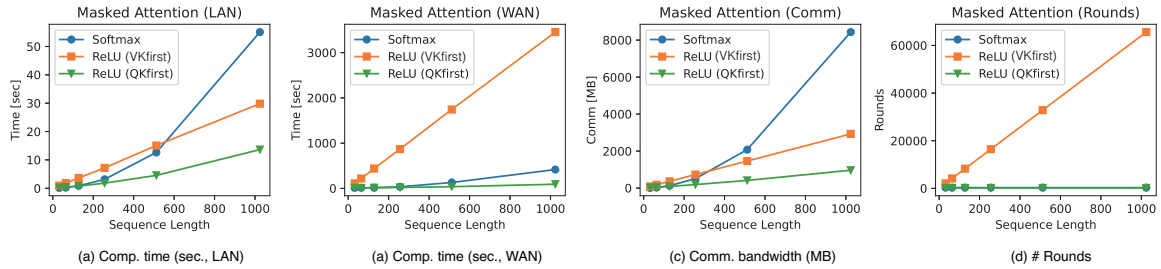 Masked Attention (LAN)
Softmax
ReLU (VKfirst)
ReLU (QKfirst)
Time [sec]
50
40
30
20
10
0
0 200 400 600 800 1000
Sequence Length
(a) Comp. time (sec., LAN)
Masked Attention (WAN)
Softmax
ReLU (VKfirst)
ReLU (QKfirst)
Time [sec]
3000
2000
1000
0
0 200 400 600 800 1000
Sequence Length
(a) Comp. time (sec., WAN)
Masked Attention (Comm)
Softmax
ReLU (VKfirst)
ReLU (QKfirst)
Comm [MB]
8000
6000
4000
2000
0
0 200 400 600 800 1000
Sequence Length
(c) Comm. bandwidth (MB)
Masked Attention (Rounds)
Softmax
ReLU (VKfirst)
ReLU (QKfirst)
Rounds
60000
40000
20000
0
0 200 400 600 800 1000
Sequence Length
(d) # Rounds